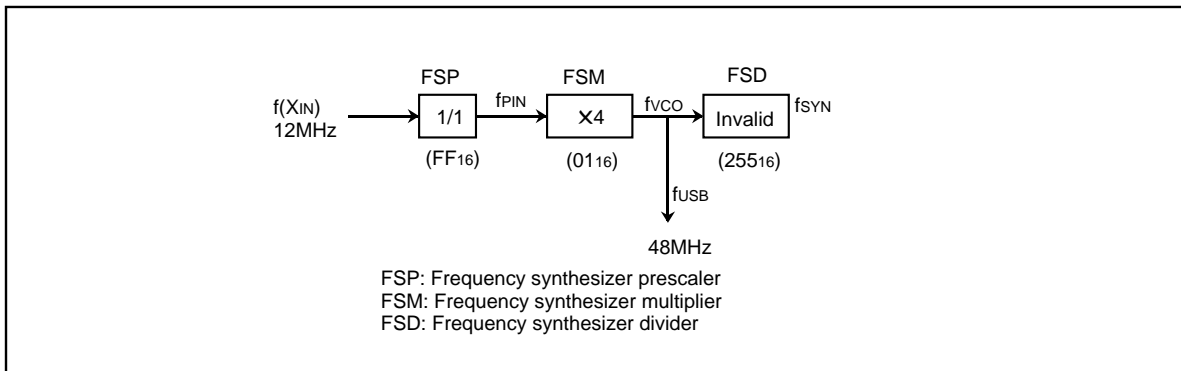 FSP FSM FSD
f(XIN) 12MHz
1/1
fPIN
×4
fVCO
Invalid
fSYN
(FF16) (0116) (25516)
fUSB
48MHz
FSP: Frequency synthesizer prescaler
FSM: Frequency synthesizer multiplier
FSD: Frequency synthesizer divider